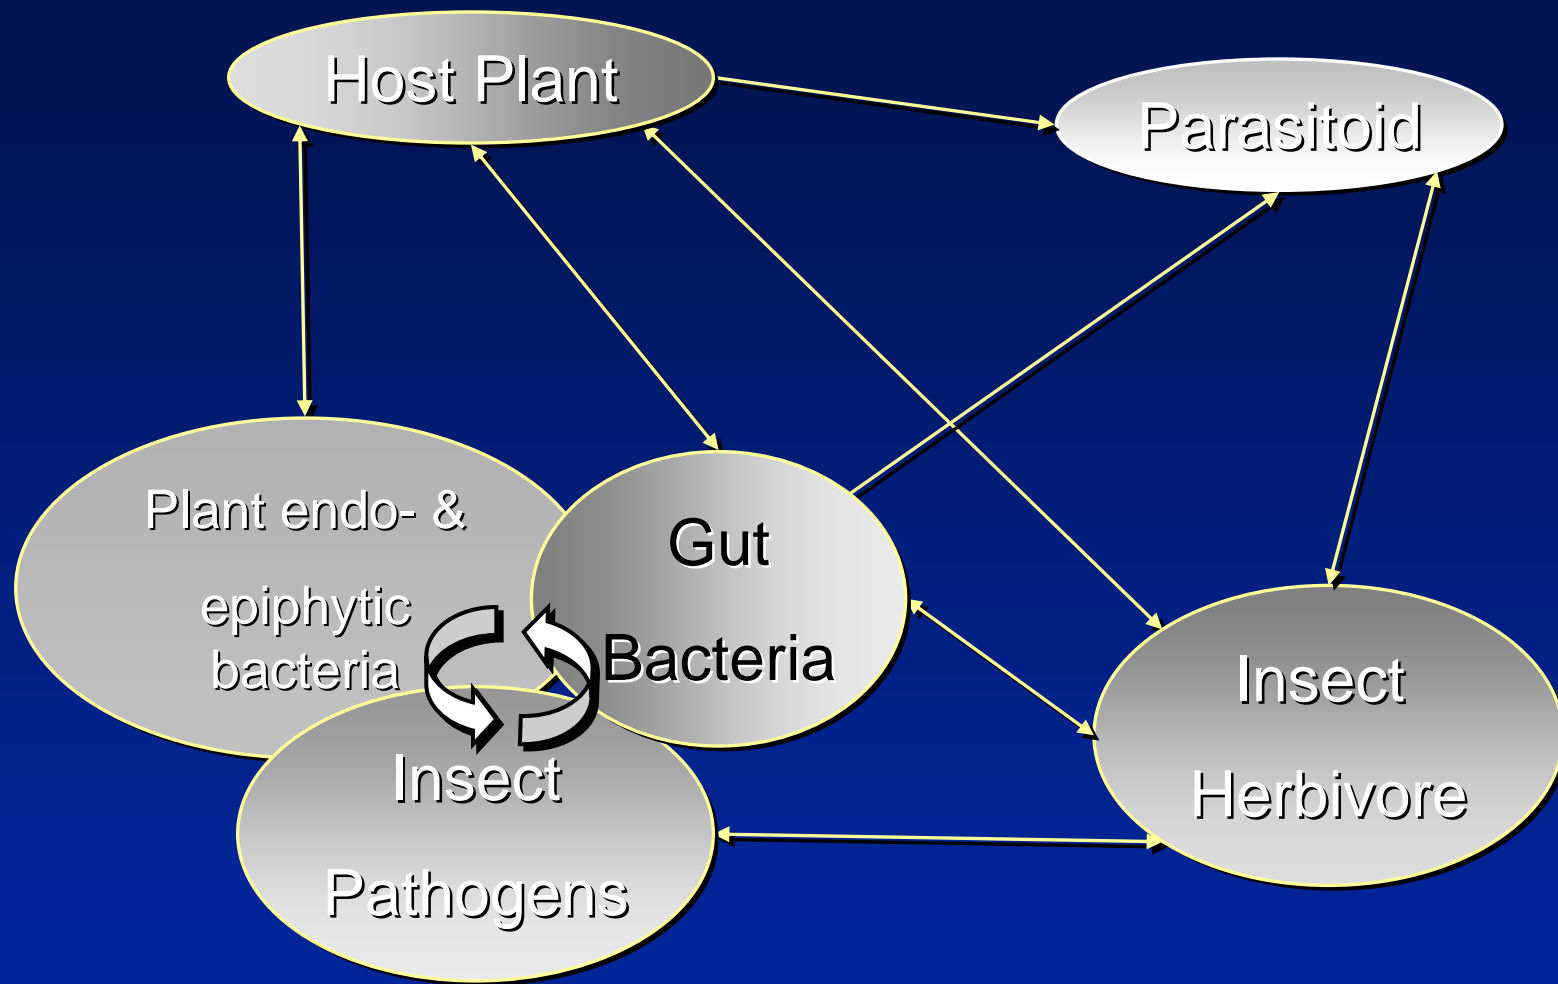 Host Plant
Parasitoid
Plant endo- &
epiphytic
bacteria
Gut
Bacteria
Insect
Herbivore
Insect
Pathogens